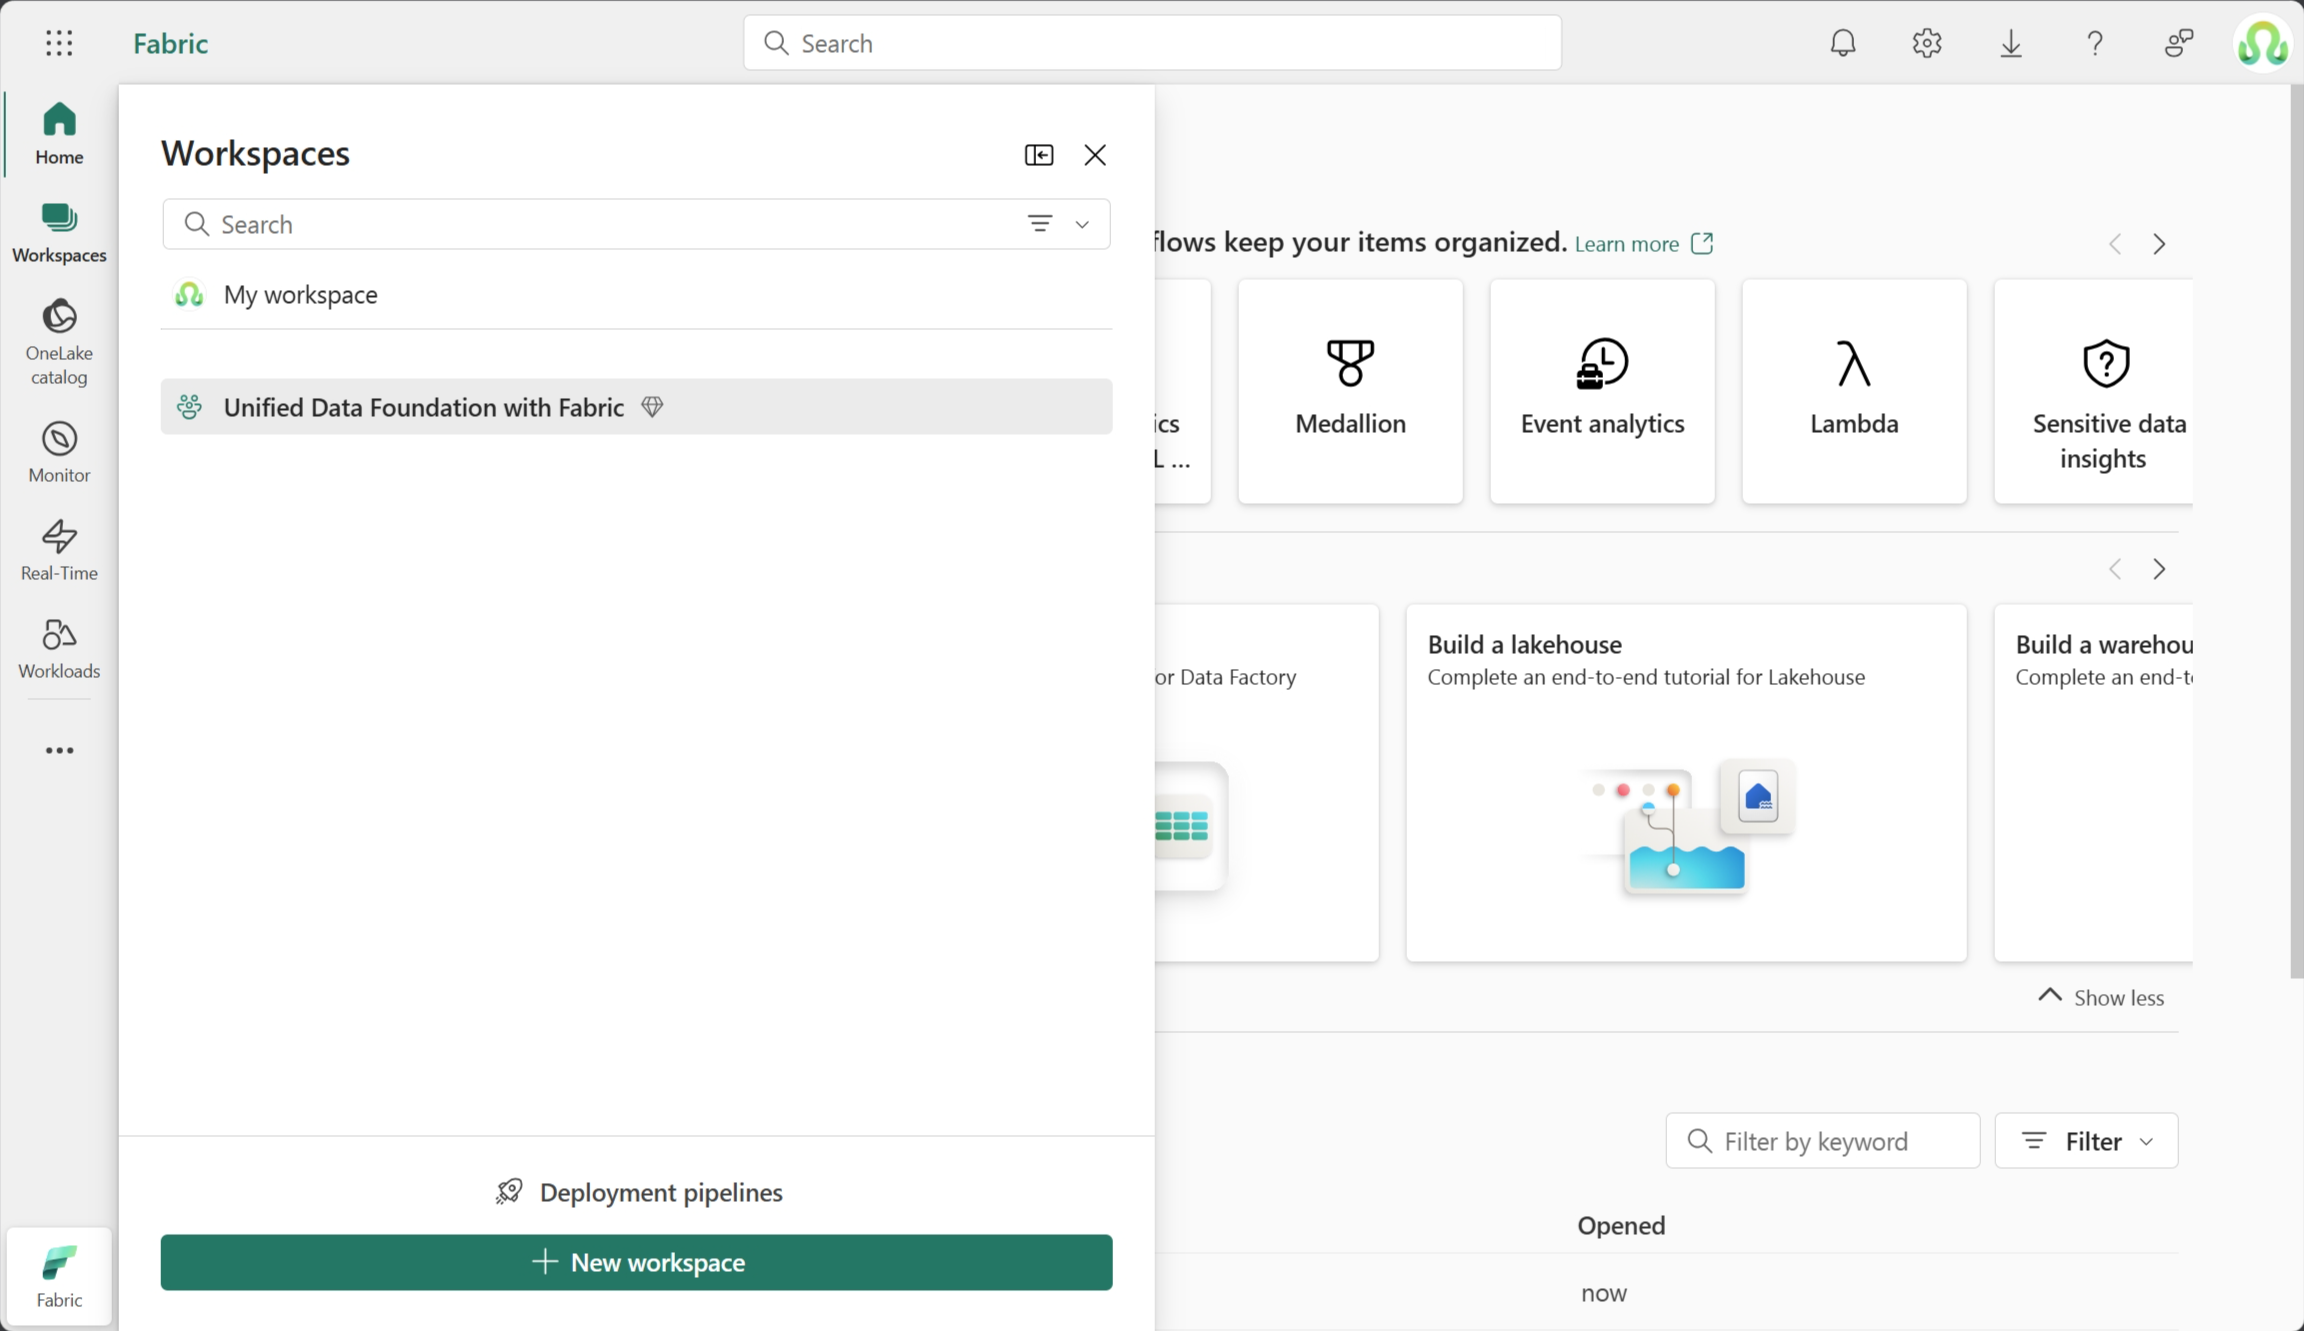 Fabric
Search
Home
Workspaces
OneLake
catalog
Monitor
Real-Time
Workloads
Fabric
Workspaces
Search
My workspace
Unified Data Foundation with Fabric
Deployment pipelines
New workspace
flows keep your items organized. Learn more
ics
L ...
Medallion
Event analytics
Lambda
Sensitive data
insights
or Data Factory
Build a lakehouse
Complete an end-to-end tutorial for Lakehouse
Build a warehou
Complete an end-t
Show less
Filter by keyword
Filter
Opened
now